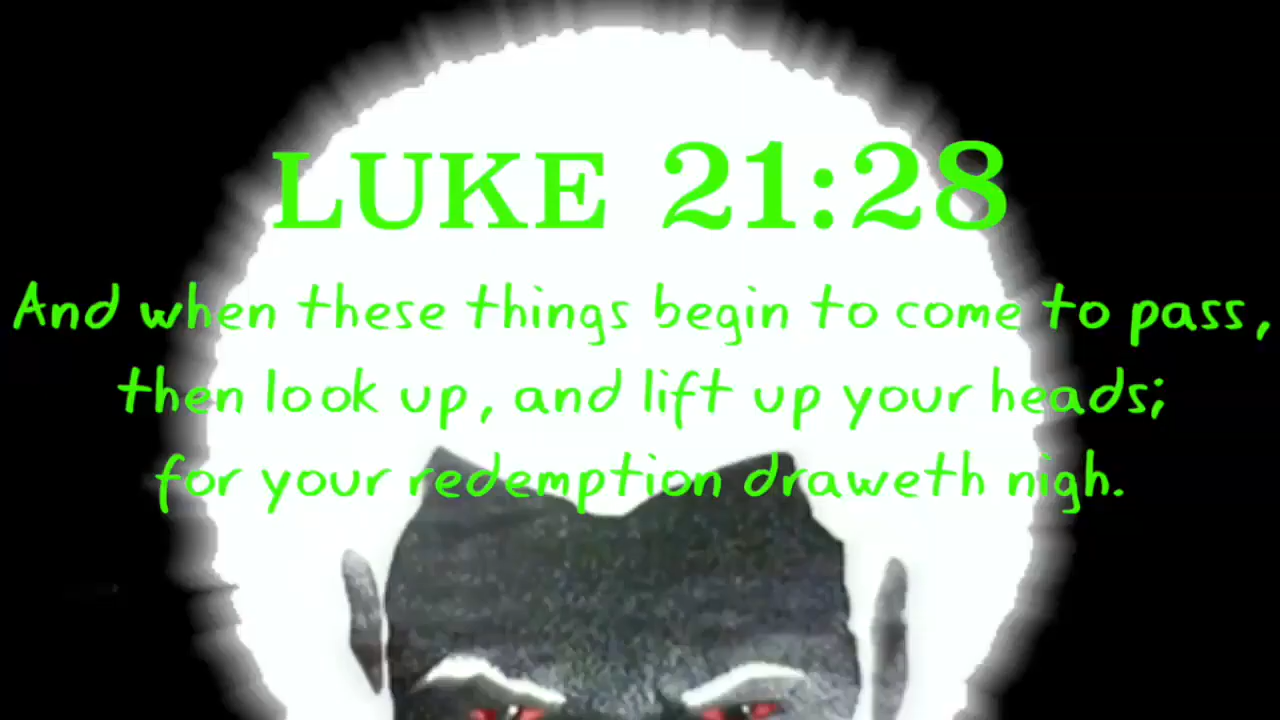 LUKE 21:28
And when these things begin to come to pass,
then look up, and lift up your heads;
for your redemption draweth nigh.